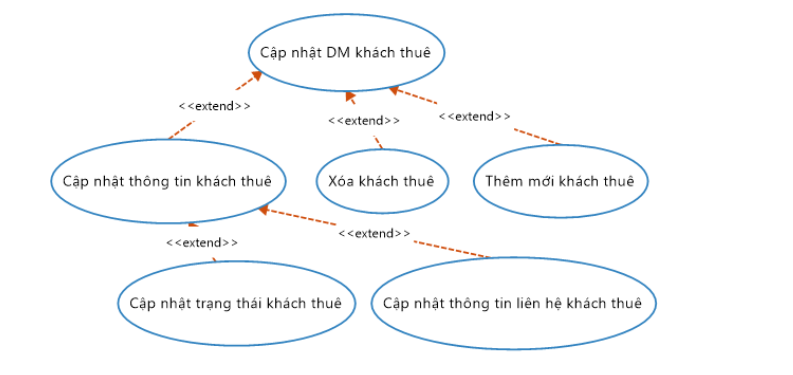 Cập nhật DM khách thuê
<<extend>>
<<extend>>
<<extend>>
Cập nhật thông tin khách thuê
Xóa khách thuê
Thêm mới khách thuê
<<extend>>
<<extend>>
Cập nhật trạng thái khách thuê
Cập nhật thông tin liên hệ khách thuê